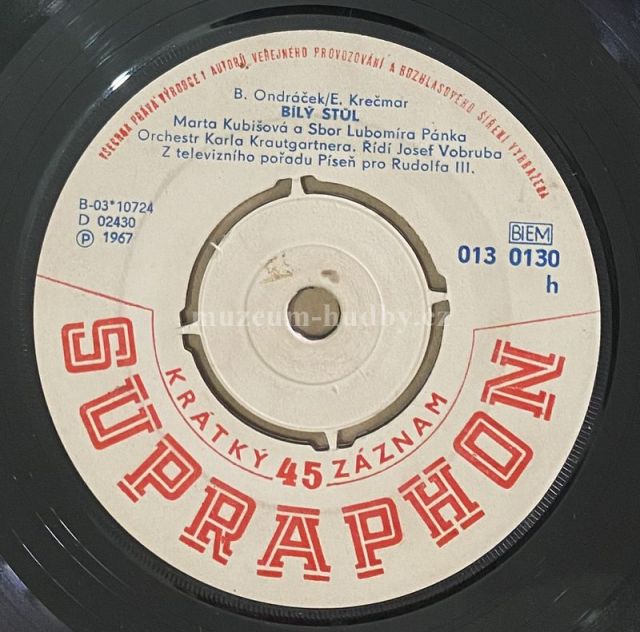 VŠECHNA PRÁVA VÝROBCE I AUTORŮ, VEŘEJNÉHO PROVOZOVÁNÍ A ROZHLASOVÉHO ŠÍŘENÍ VYHRAŽENA
B. Ondráček/E. Krečmar
BÍLÝ STŮL
Marta Kubišová a Sbor Lubomíra Pánka
Orchestr Karla Krautgartnera. Řídí Josef Vobruba
Z televizního pořadu Píseň pro Rudolfa III.
B-03*10724
D 02430
Ⓟ 1967
BIEM
013 0130
h
muzeum-hudby.cz
KRÁTKÝ 45 ZÁZNAM
SUPRAPHON